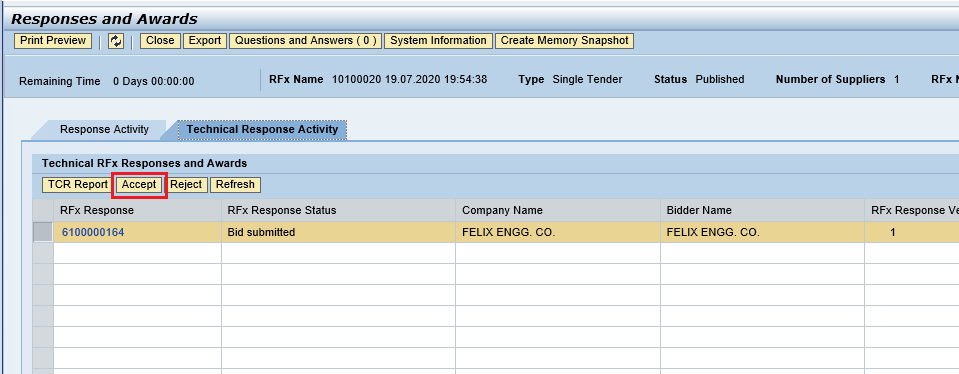 Responses and Awards
Print Preview Close Export Questions and Answers ( 0 ) System Information Create Memory Snapshot
Remaining Time 0 Days 00:00:00 RFx Name 10100020 19.07.2020 19:54:38 Type Single Tender Status Published Number of Suppliers 1 RFx
Response Activity Technical Response Activity
Technical RFx Responses and Awards
TCR Report Accept Reject Refresh
RFx Response RFx Response Status Company Name Bidder Name RFx Response Ve
6100000164 Bid submitted FELIX ENGG. CO. FELIX ENGG. CO. 1